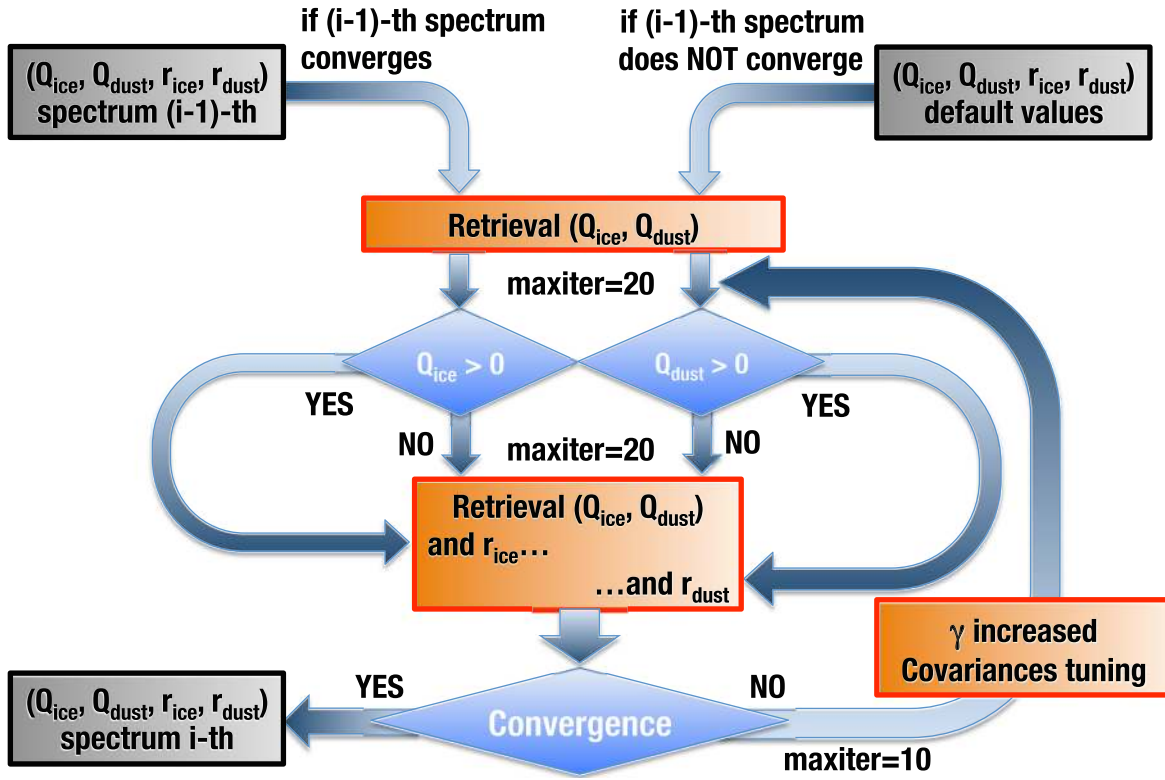 if (i-1)-th spectrum
converges
if (i-1)-th spectrum
does NOT converge
(Qice, Qdust, rice, rdust)
spectrum (i-1)-th
(Qice, Qdust, rice, rdust)
default values
Retrieval (Qice, Qdust)
maxiter=20
Qice > 0
Qdust > 0
YES
YES
NO
maxiter=20
NO
Retrieval (Qice, Qdust)
and rice...
...and rdust
γ increased
Covariances tuning
YES
NO
(Qice, Qdust, rice, rdust)
spectrum i-th
Convergence
maxiter=10